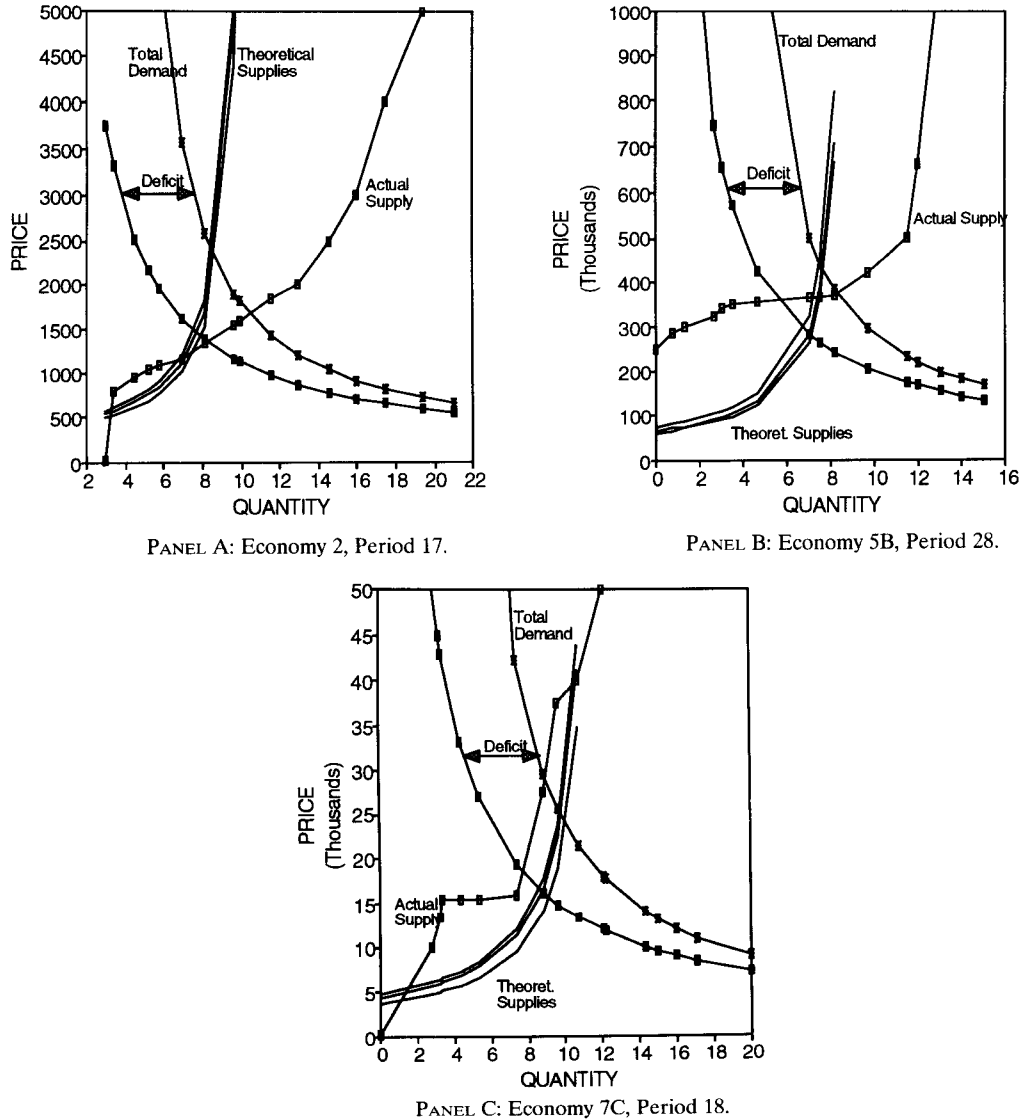 5000
4500
4000
3500
3000
2500
2000
1500
1000
500
0
PRICE
Total
Demand
Theoretical
Supplies
Deficit
Actual
Supply
2 4 6 8 10 12 14 16 18 20 22
QUANTITY
PANEL A: Economy 2, Period 17.
1000
900
800
700
600
500
400
300
200
100
0
PRICE
(Thousands)
Total Demand
Deficit
Actual Supply
Theoret. Supplies
0 2 4 6 8 10 12 14 16
QUANTITY
PANEL B: Economy 5B, Period 28.
50
45
40
35
30
25
20
15
10
5
0
PRICE
(Thousands)
Total
Demand
Deficit
Actual
Supply
Theoret.
Supplies
0 2 4 6 8 10 12 14 16 18 20
QUANTITY
PANEL C: Economy 7C, Period 18.